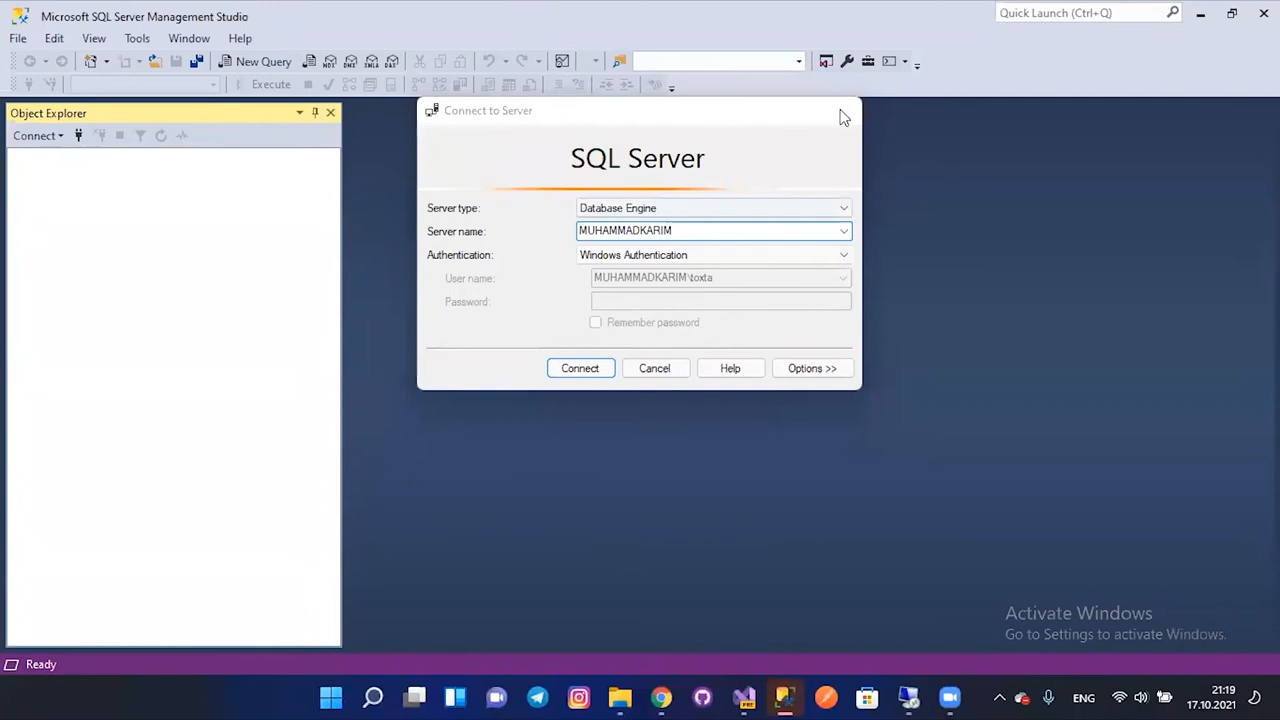 Microsoft SQL Server Management Studio
Quick Launch (Ctrl+Q)
File Edit View Tools Window Help
New Query
Execute
Object Explorer
Connect
Connect to Server
SQL Server
Server type: Database Engine
Server name: MUHAMMADKARIM
Authentication: Windows Authentication
User name: MUHAMMADKARIM\toxta
Password:
Remember password
Connect Cancel Help Options >>
Activate Windows
Go to Settings to activate Windows.
Ready
ENG
21:19
17.10.2021